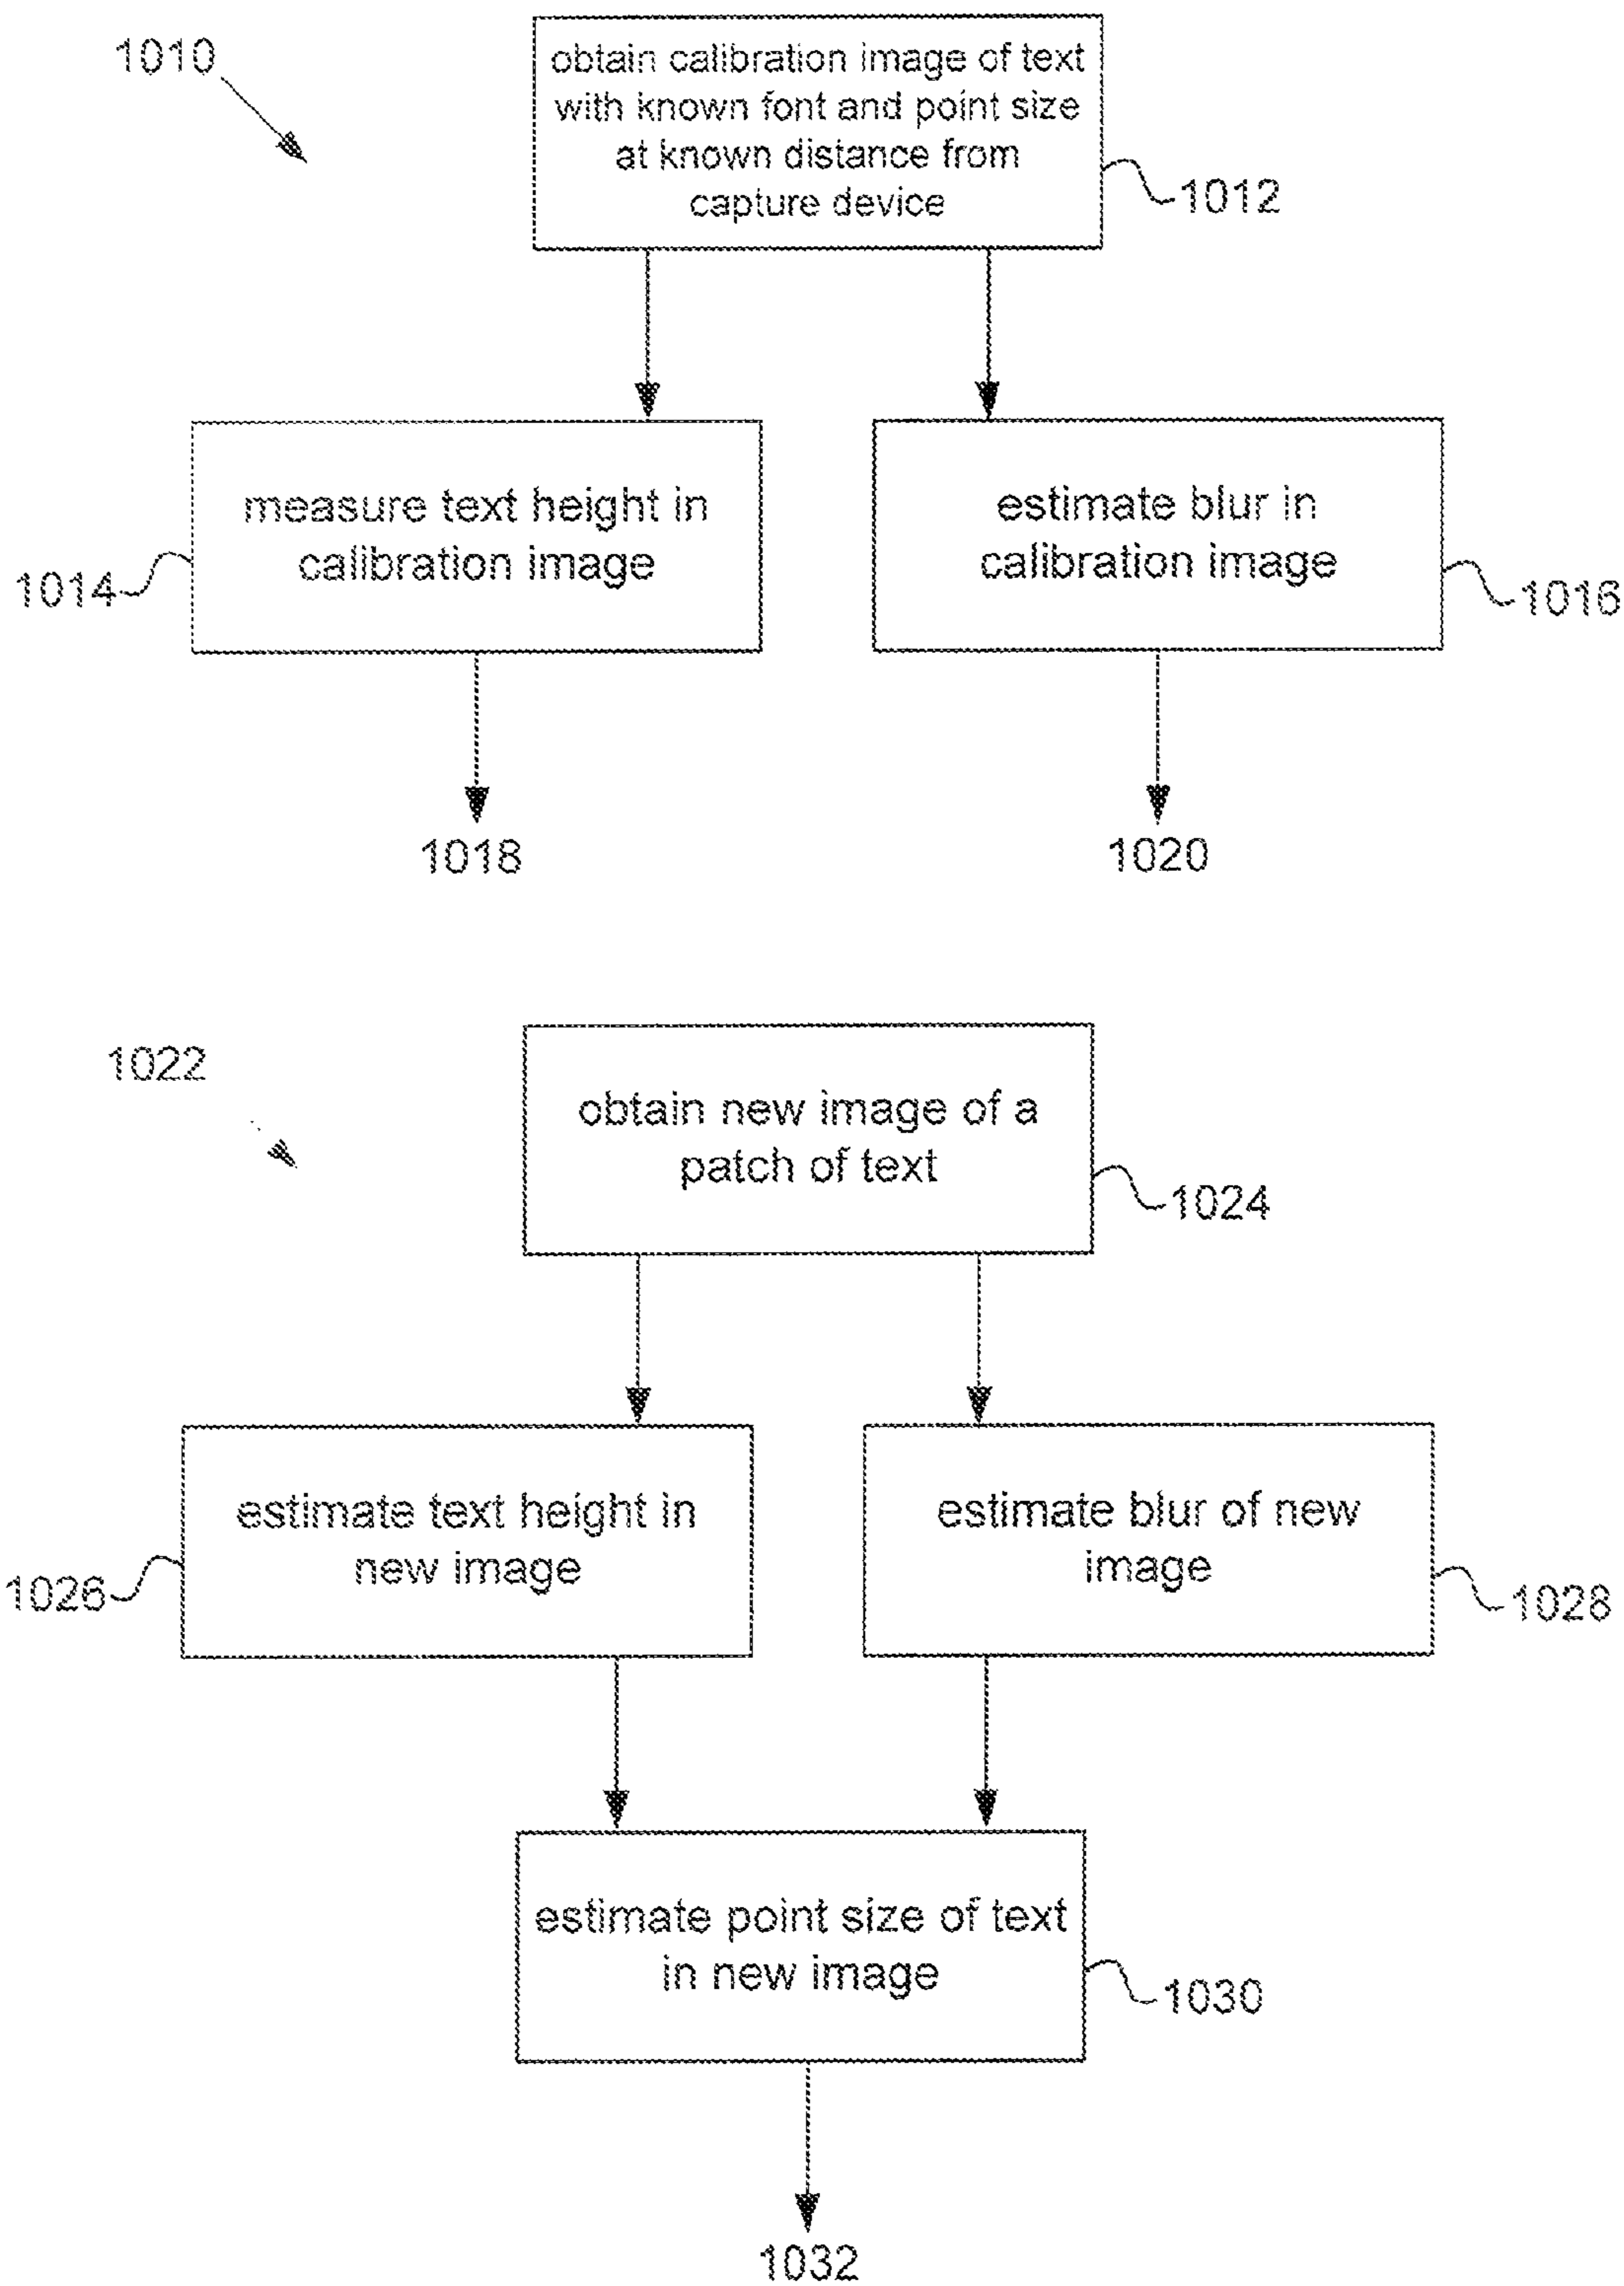 1010
obtain calibration image of text
with known font and point size
at known distance from
capture device
1012
measure text height in
calibration image
1014
estimate blur in
calibration image
1016
1018
1020
1022
obtain new image of a
patch of text
1024
estimate text height in
new image
1026
estimate blur of new
image
1028
estimate point size of text
in new image
1030
1032